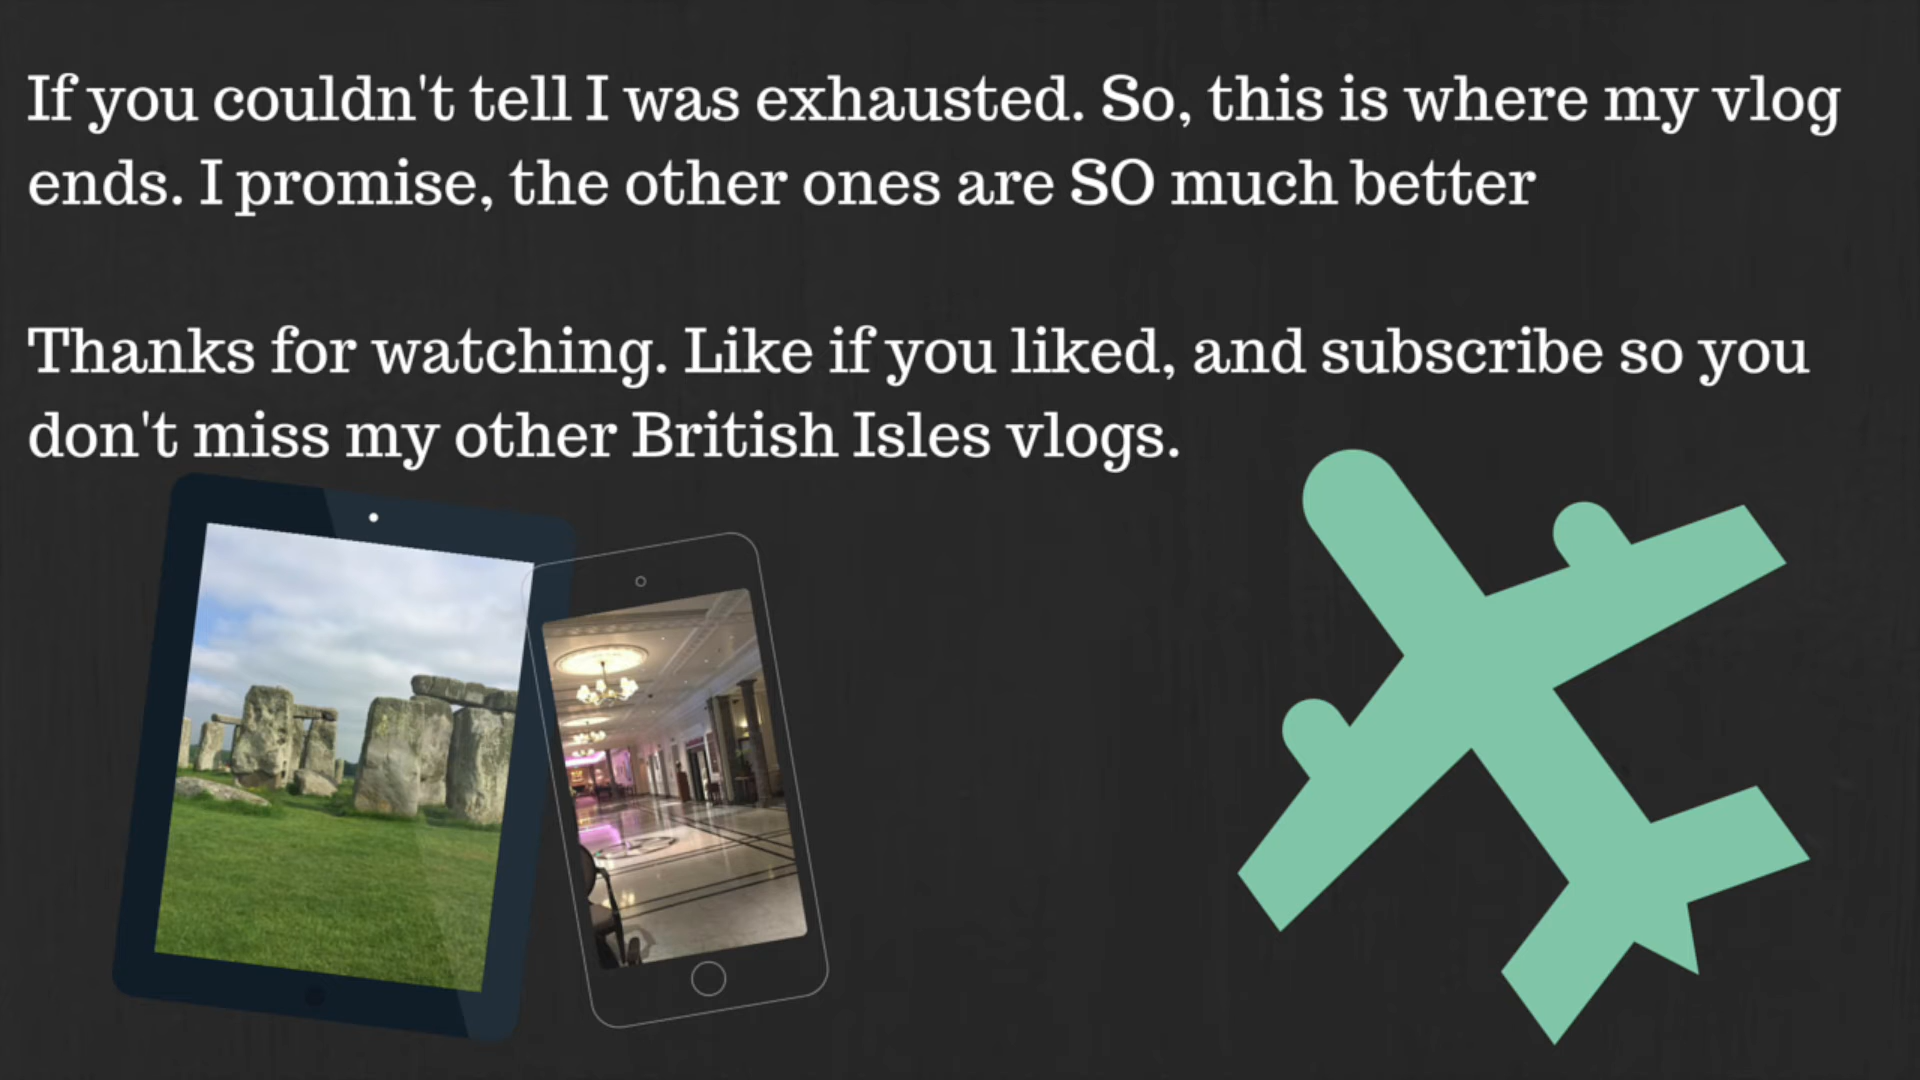 If you couldn't tell I was exhausted. So, this is where my vlog
ends. I promise, the other ones are SO much better
Thanks for watching. Like if you liked, and subscribe so you
don't miss my other British Isles vlogs.